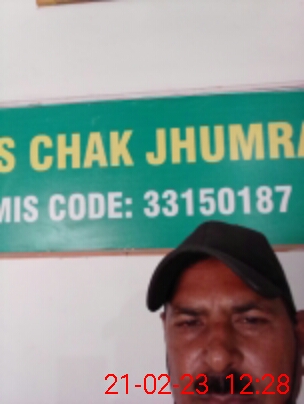 S CHAK JHUMRA
MIS CODE: 33150187
21-02-23 12:28